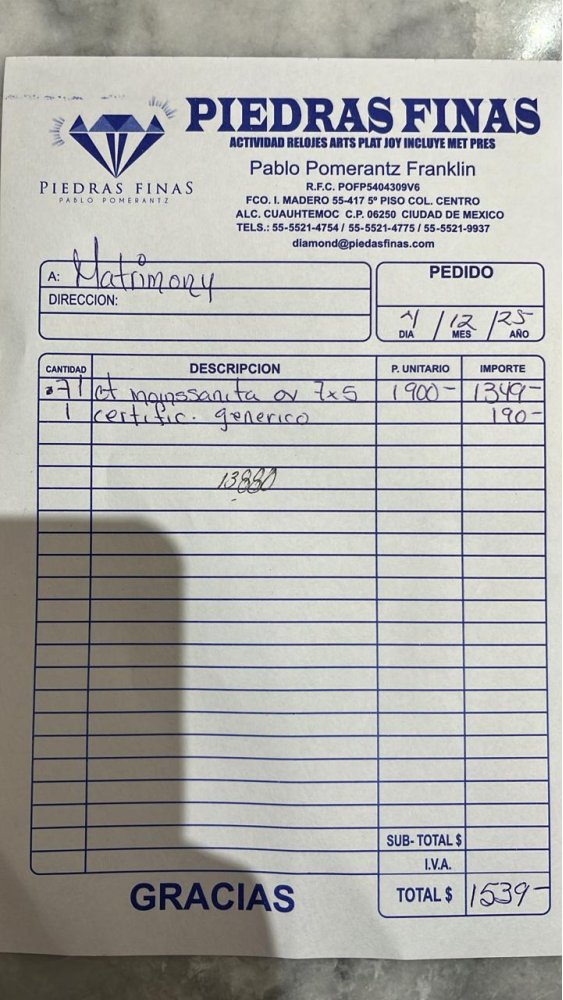 PIEDRAS FINAS
ACTIVIDAD RELOJES ARTS PLAT JOY INCLUYE MET PRES
PIEDRAS FINAS
PABLO POMERANTZ
Pablo Pomerantz Franklin
R.F.C. POFP5404309V6
FCO. I. MADERO 55-417 5º PISO COL. CENTRO
ALC. CUAUHTEMOC C.P. 06250 CIUDAD DE MEXICO
TELS.: 55-5521-4754 / 55-5521-4775 / 55-5521-9937
diamond@piedasfinas.com
A: Matrimony
DIRECCION:
PEDIDO
/ 12 / 25
DIA MES AÑO
CANTIDAD DESCRIPCION P. UNITARIO IMPORTE
.71 ct moissanita ov 7x5 1900- 1349-
1 certific. generico 190-
13880
SUB- TOTAL $
I.V.A.
GRACIAS TOTAL $ 1539-